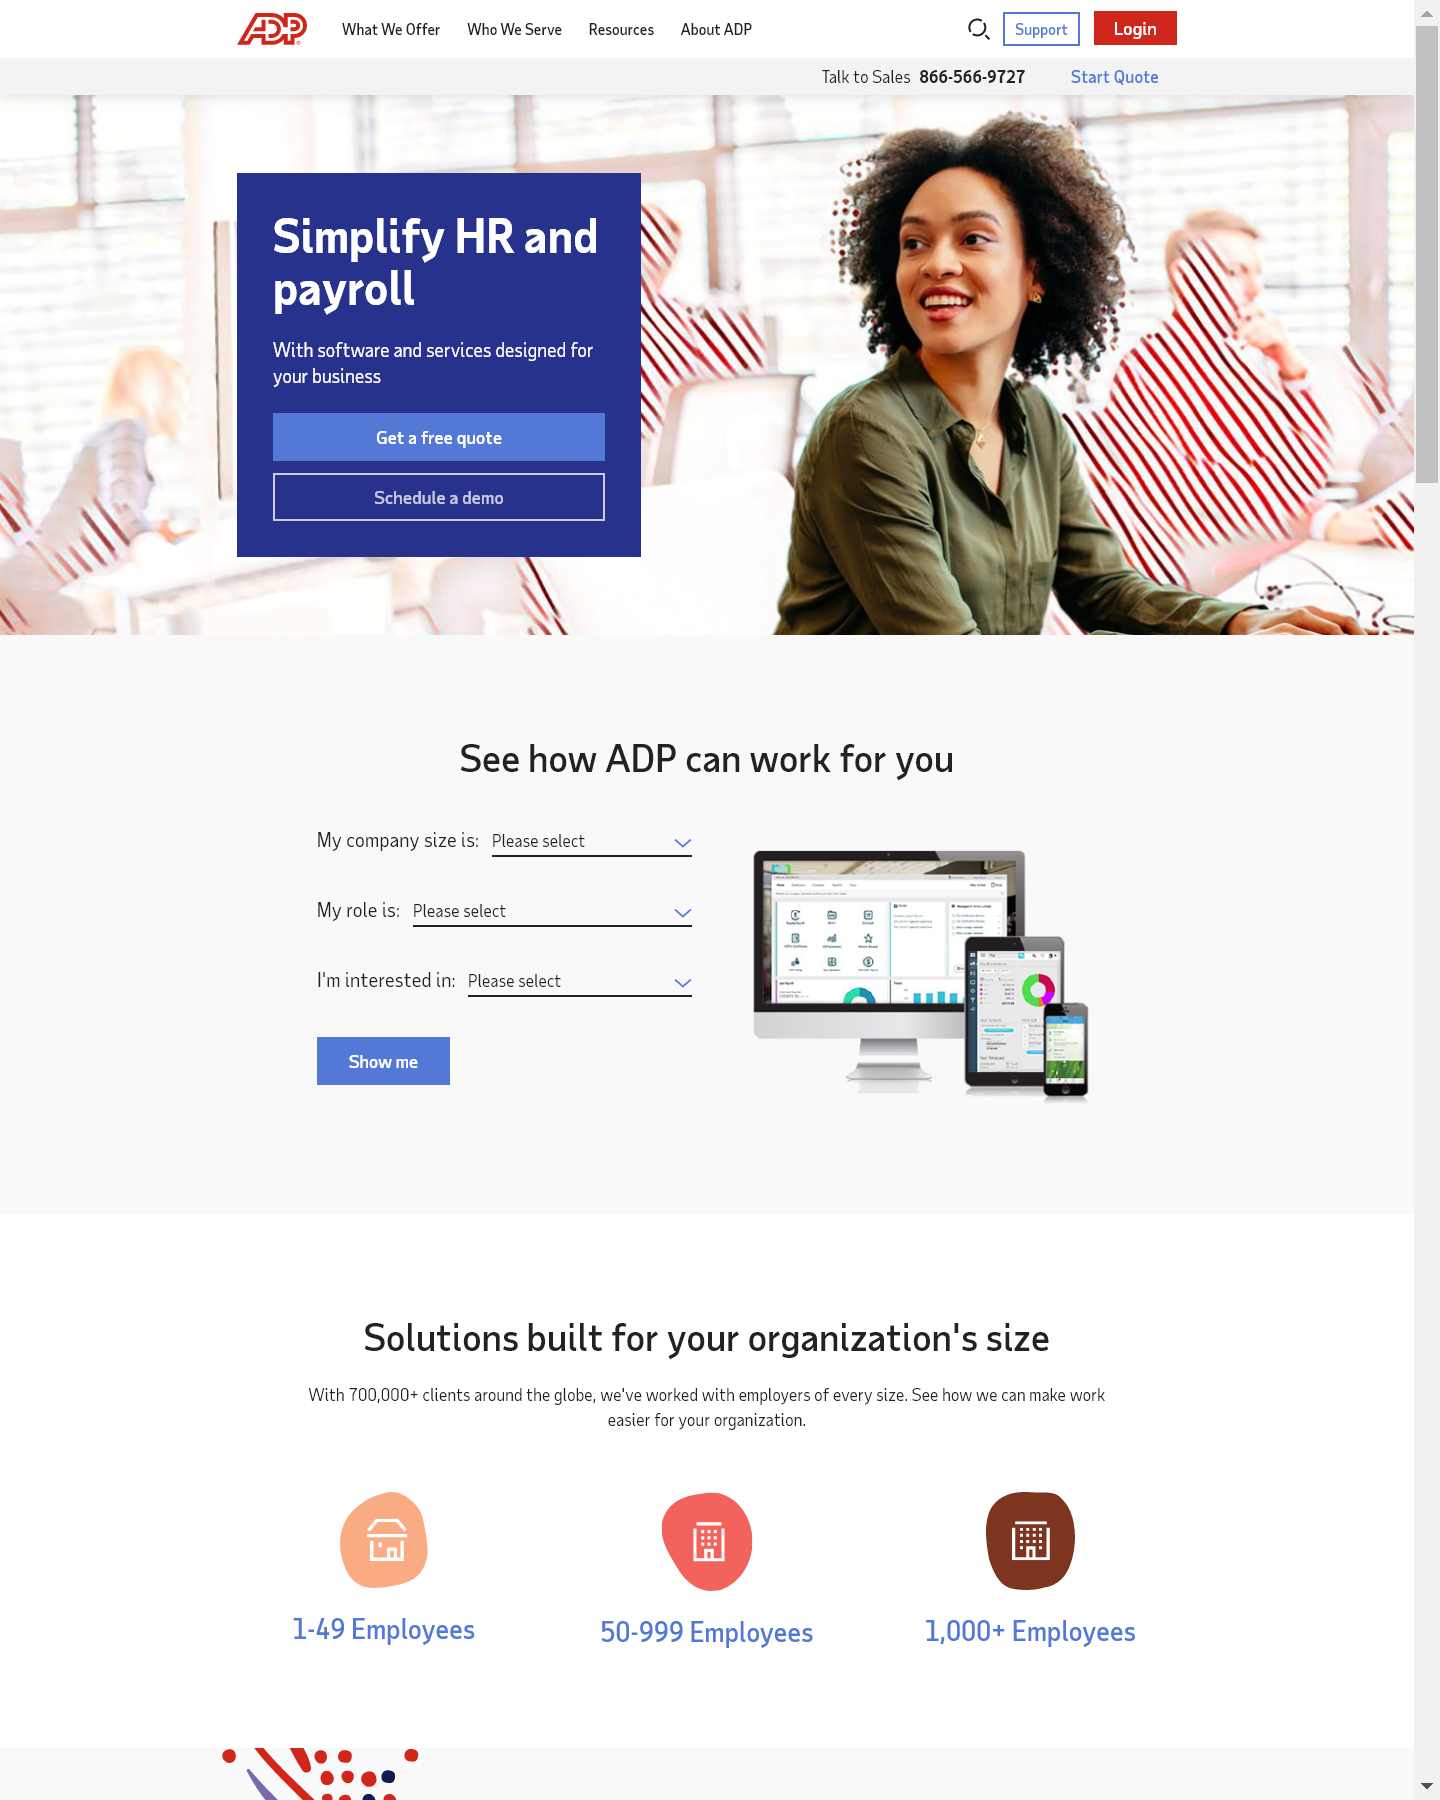 ADP
What We Offer
Who We Serve
Resources
About ADP
Support
Login
Talk to Sales 866-566-9727
Start Quote
Simplify HR and
payroll
With software and services designed for
your business
Get a free quote
Schedule a demo
See how ADP can work for you
My company size is: Please select
My role is: Please select
I'm interested in: Please select
Show me
Solutions built for your organization's size
With 700,000+ clients around the globe, we've worked with employers of every size. See how we can make work
easier for your organization.
1-49 Employees
50-999 Employees
1,000+ Employees